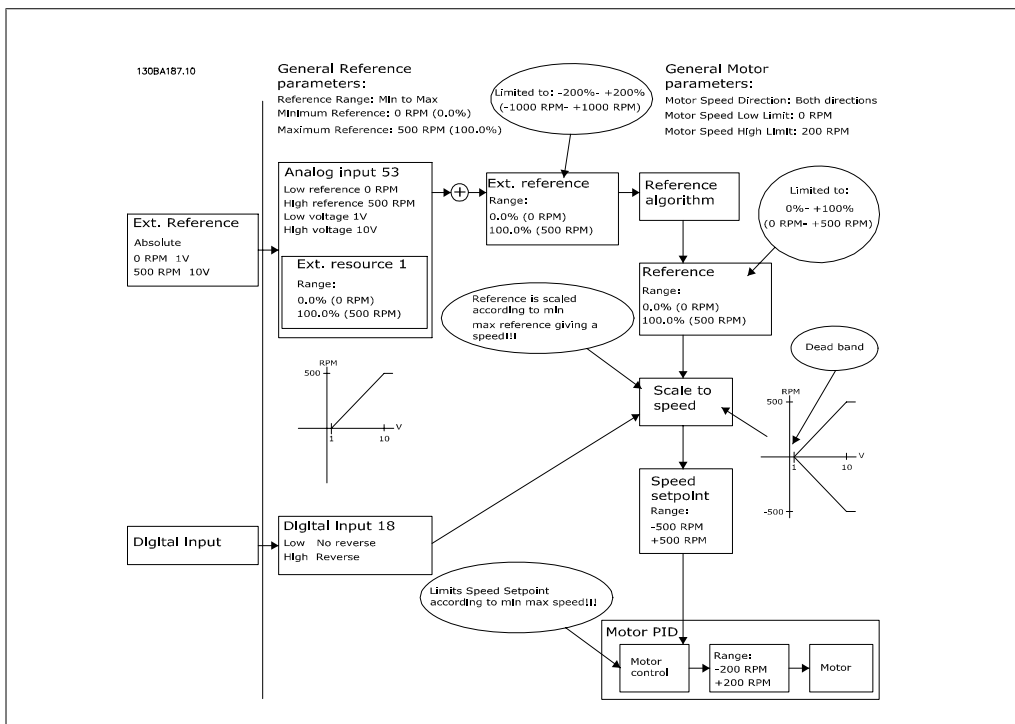 130BA187.10
General Reference
parameters:
Reference Range: Min to Max
Minimum Reference: 0 RPM (0.0%)
Maximum Reference: 500 RPM (100.0%)
Limited to: -200%- +200%
(-1000 RPM- +1000 RPM)
General Motor
parameters:
Motor Speed Direction: Both directions
Motor Speed Low Limit: 0 RPM
Motor Speed High Limit: 200 RPM
Ext. Reference
Absolute
0 RPM 1V
500 RPM 10V
Analog input 53
Low reference 0 RPM
High reference 500 RPM
Low voltage 1V
High voltage 10V
Ext. resource 1
Range:
0.0% (0 RPM)
100.0% (500 RPM)
+
Ext. reference
Range:
0.0% (0 RPM)
100.0% (500 RPM)
Reference
algorithm
Limited to:
0%- +100%
(0 RPM- +500 RPM)
Reference
Range:
0.0% (0 RPM)
100.0% (500 RPM)
Reference is scaled
according to min
max reference giving a
speed!!!
Dead band
RPM
500
1
10
V
Scale to
speed
RPM
500
1
10
V
-500
Speed
setpoint
Range:
-500 RPM
+500 RPM
Digital Input
Digital Input 18
Low No reverse
High Reverse
Limits Speed Setpoint
according to min max speed!!!
Motor PID
Motor
control
Range:
-200 RPM
+200 RPM
Motor